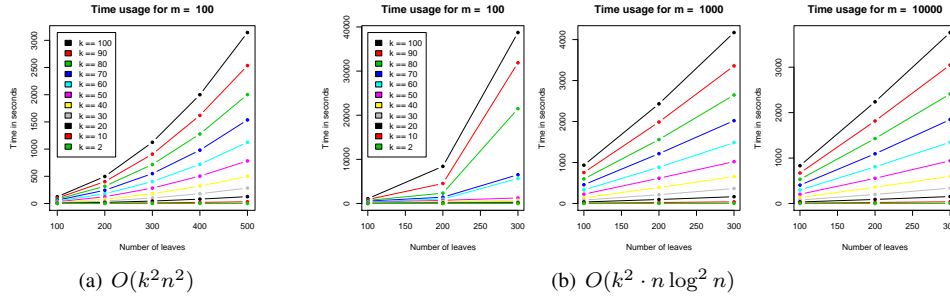 Time usage for m = 100
Time in seconds
0 500 1000 1500 2000 2500 3000
k == 100
k == 90
k == 80
k == 70
k == 60
k == 50
k == 40
k == 30
k == 20
k == 10
k == 2
100 200 300 400 500
Number of leaves
(a) O(k²n²)
Time usage for m = 100
Time in seconds
0 10000 20000 30000 40000
k == 100
k == 90
k == 80
k == 70
k == 60
k == 50
k == 40
k == 30
k == 20
k == 10
k == 2
100 150 200 250 300
Number of leaves
Time usage for m = 1000
Time in seconds
0 1000 2000 3000 4000
100 150 200 250 300
Number of leaves
Time usage for m = 10000
Time in seconds
0 1000 2000 3000
100 150 200 250 300
Number of leaves
(b) O(k² · n log² n)